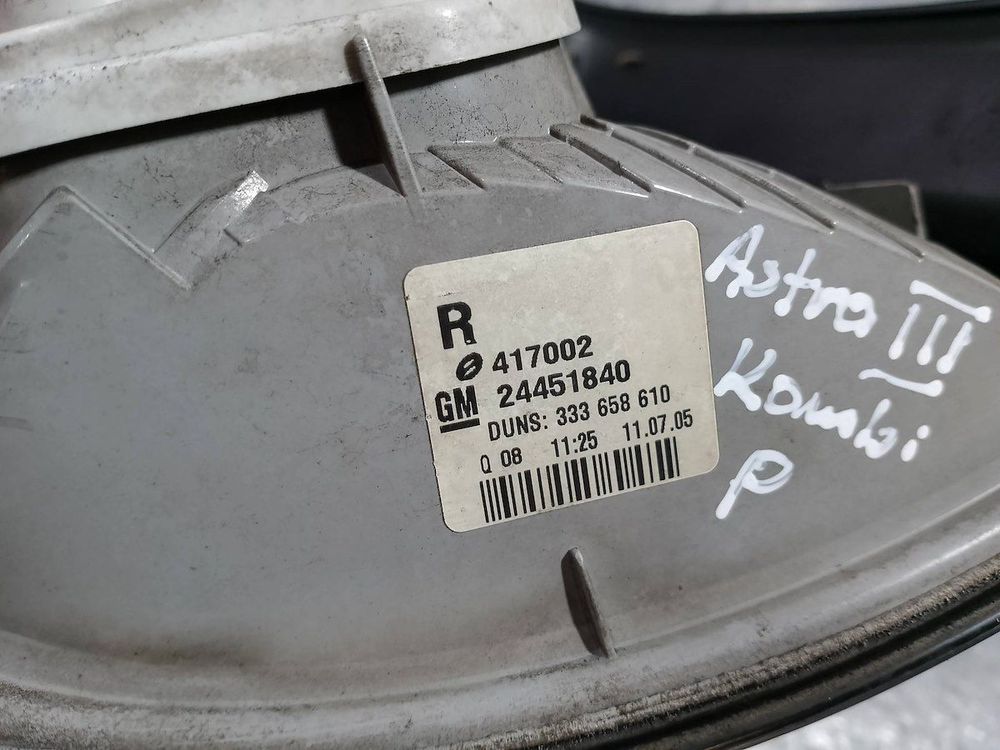 R
417002
GM 24451840
DUNS: 333 658 610
Q 08 11:25 11.07.05
Astra III
Kombi
P